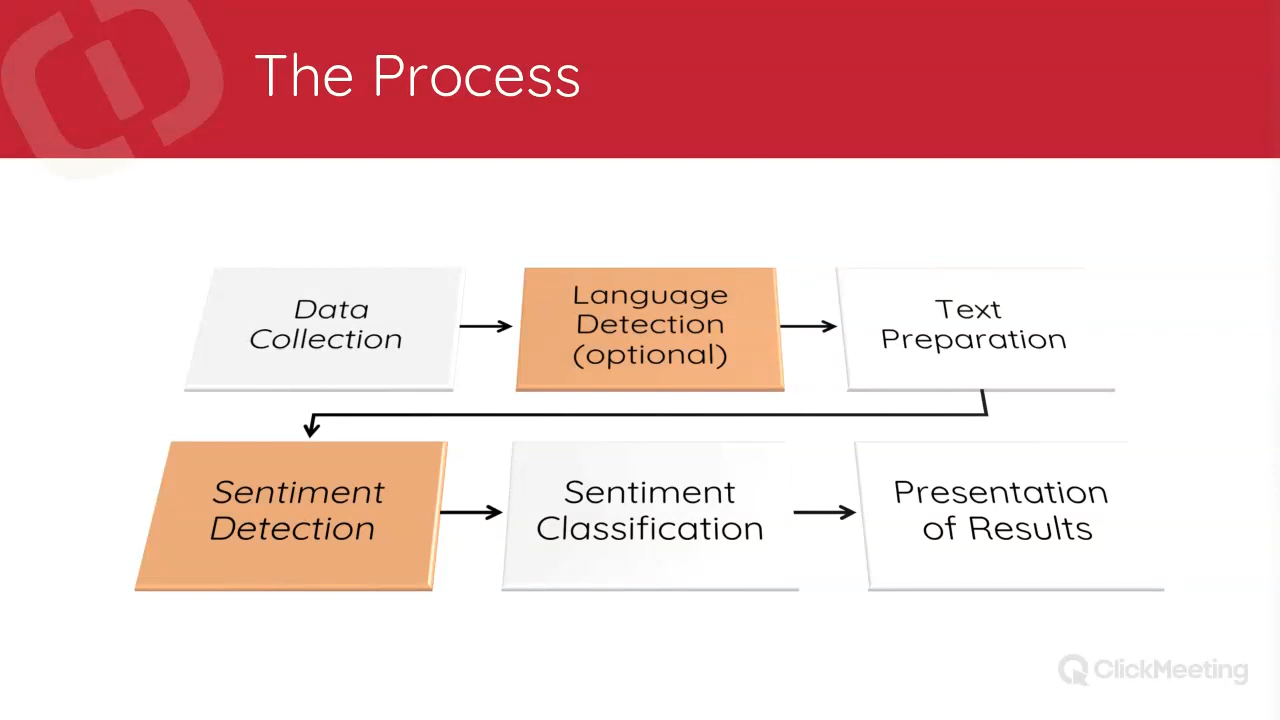 The Process
Data
Collection
Language
Detection
(optional)
Text
Preparation
Sentiment
Detection
Sentiment
Classification
Presentation
of Results
ClickMeeting